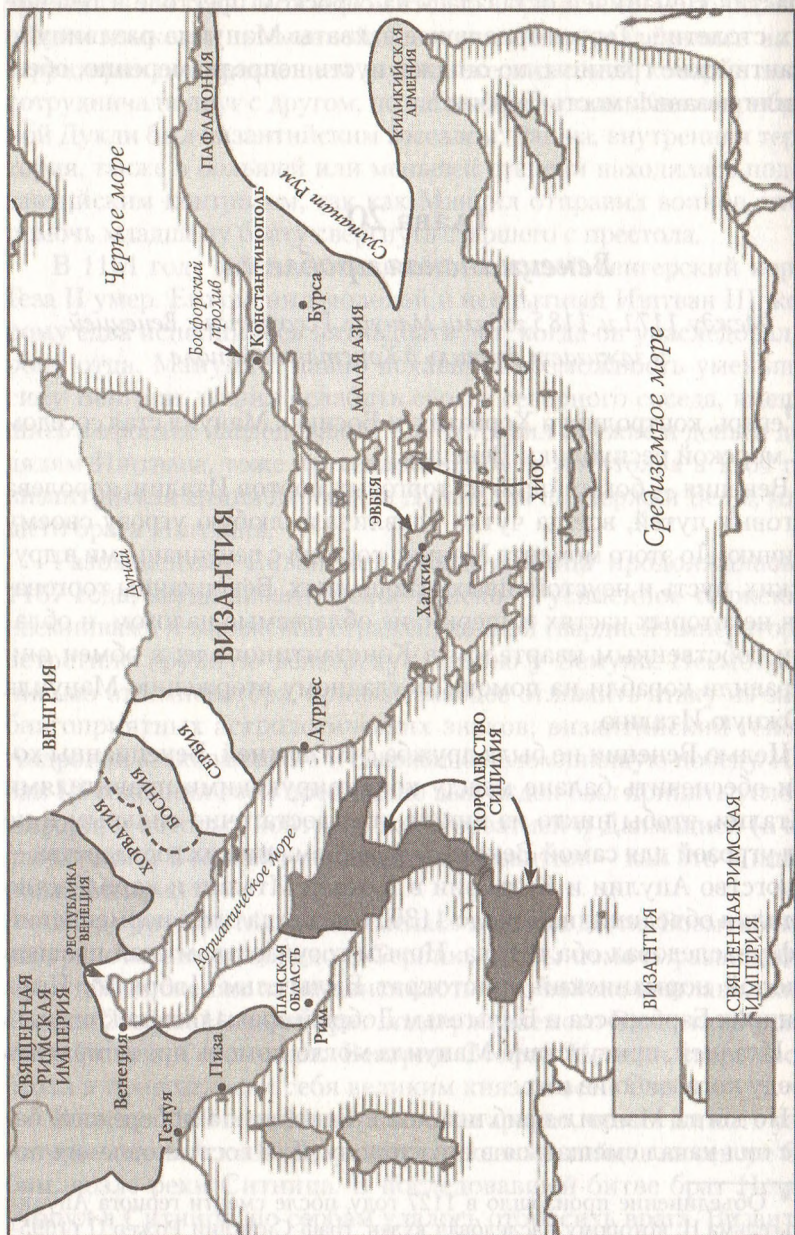 СВЯЩЕННАЯ
РИМСКАЯ
ИМПЕРИЯ
РЕСПУБЛИКА
ВЕНЕЦИЯ
Венеция
Генуя
Пиза
ПАПСКАЯ
ОБЛАСТЬ
Рим
Адриатическое море
КОРОЛЕВСТВО
СИЦИЛИЯ
ВЕНГРИЯ
ХОРВАТИЯ
БОСНИЯ
СЕРБИЯ
Дуррес
Дунай
ВИЗАНТИЯ
Халкис
ЭВБЕЯ
ХИОС
Черное море
Босфорский
пролив
Константинополь
Бурса
МАЛАЯ АЗИЯ
ПАФЛАГОНИЯ
Султанат Рум
КИЛИКИЙСКАЯ
АРМЕНИЯ
Средиземное море
ВИЗАНТИЯ
СВЯЩЕННАЯ РИМСКАЯ
ИМПЕРИЯ